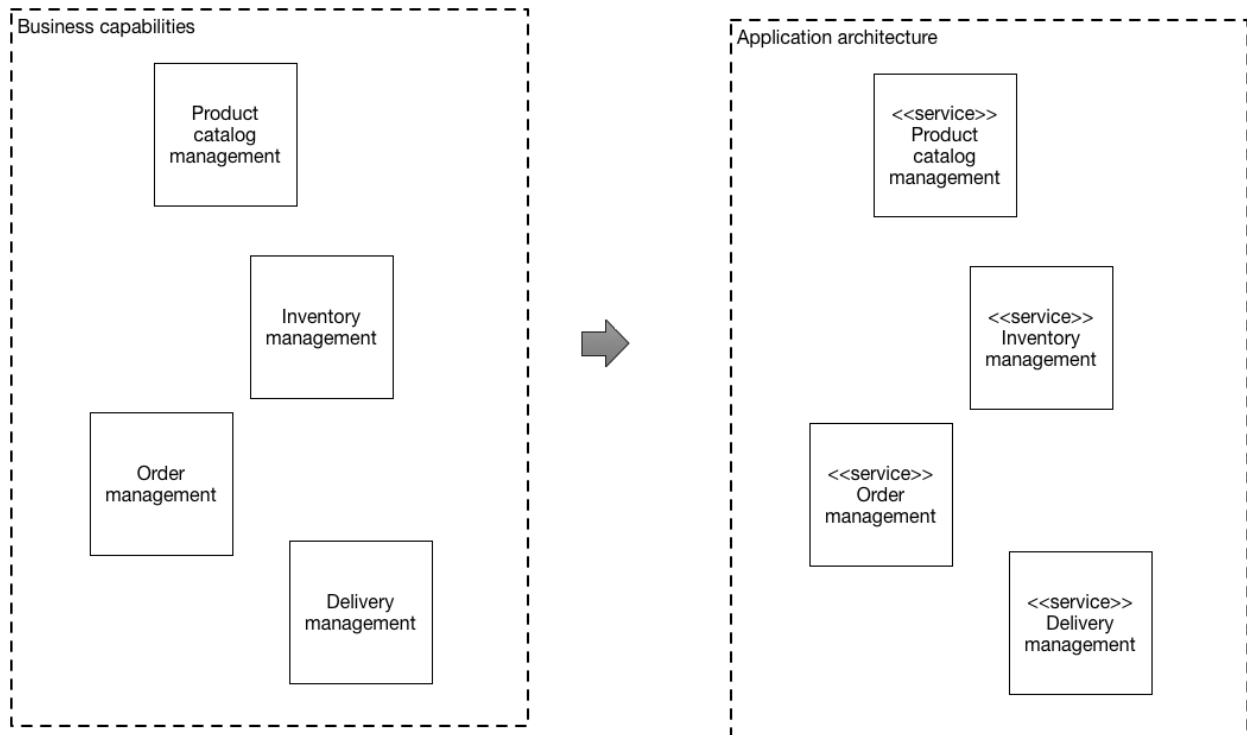 Business capabilities
Product
catalog
management
Inventory
management
Order
management
Delivery
management
Application architecture
<<service>>
Product
catalog
management
<<service>>
Inventory
management
<<service>>
Order
management
<<service>>
Delivery
management